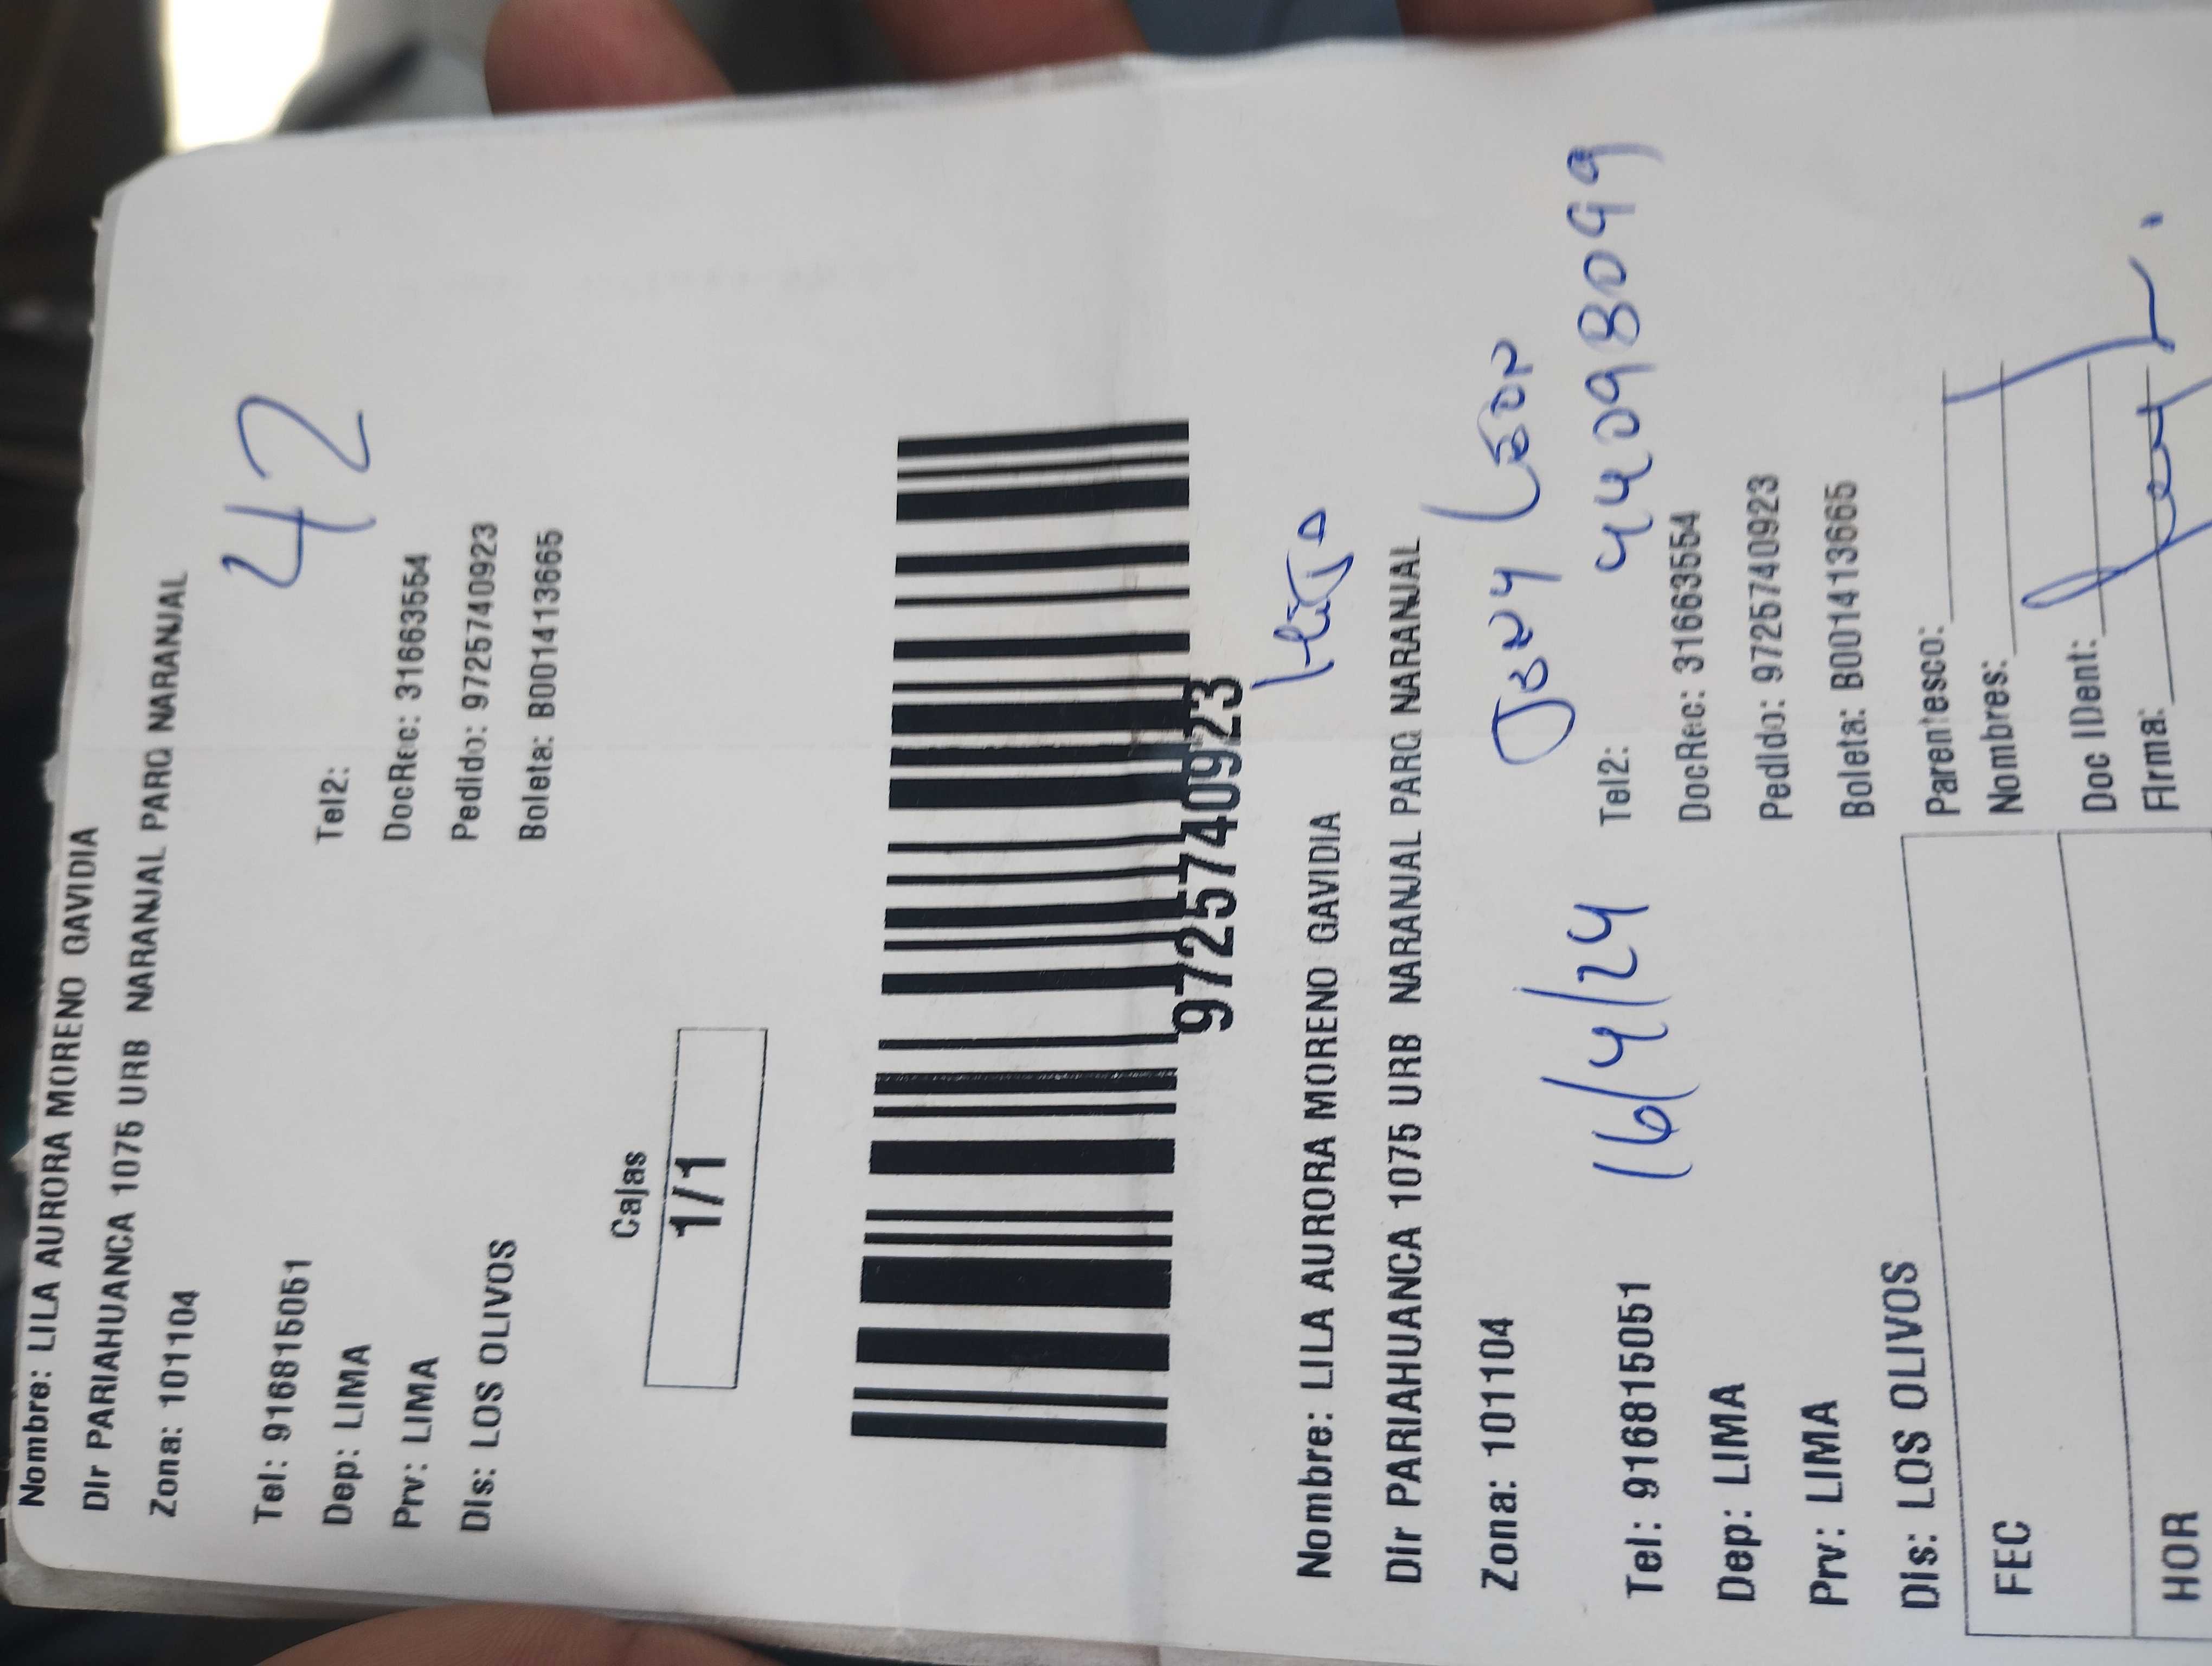 Nombre: LILA AURORA MORENO GAVIDIA
Dir PARIAHUANCA 1075 URB NARANJAL PARQ NARANJAL
Zona: 101104
42
Tel: 916815051 Tel2:
Dep: LIMA DocRec: 316663554
Prv: LIMA Pedido: 9725740923
Dis: LOS OLIVOS Boleta: B001413665
Cajas
1/1
9725740923
Hijo
Nombre: LILA AURORA MORENO GAVIDIA
Dir PARIAHUANCA 1075 URB NARANJAL PARQ NARANJAL
Zona: 101104
León
16/4/24 44098099
Tel: 916815051 Tel2:
Dep: LIMA DocRec: 316663554
Prv: LIMA Pedido: 9725740923
Dis: LOS OLIVOS Boleta: B001413665
FEC Parentesco:
Nombres:
HOR Doc IDent:
Firma: